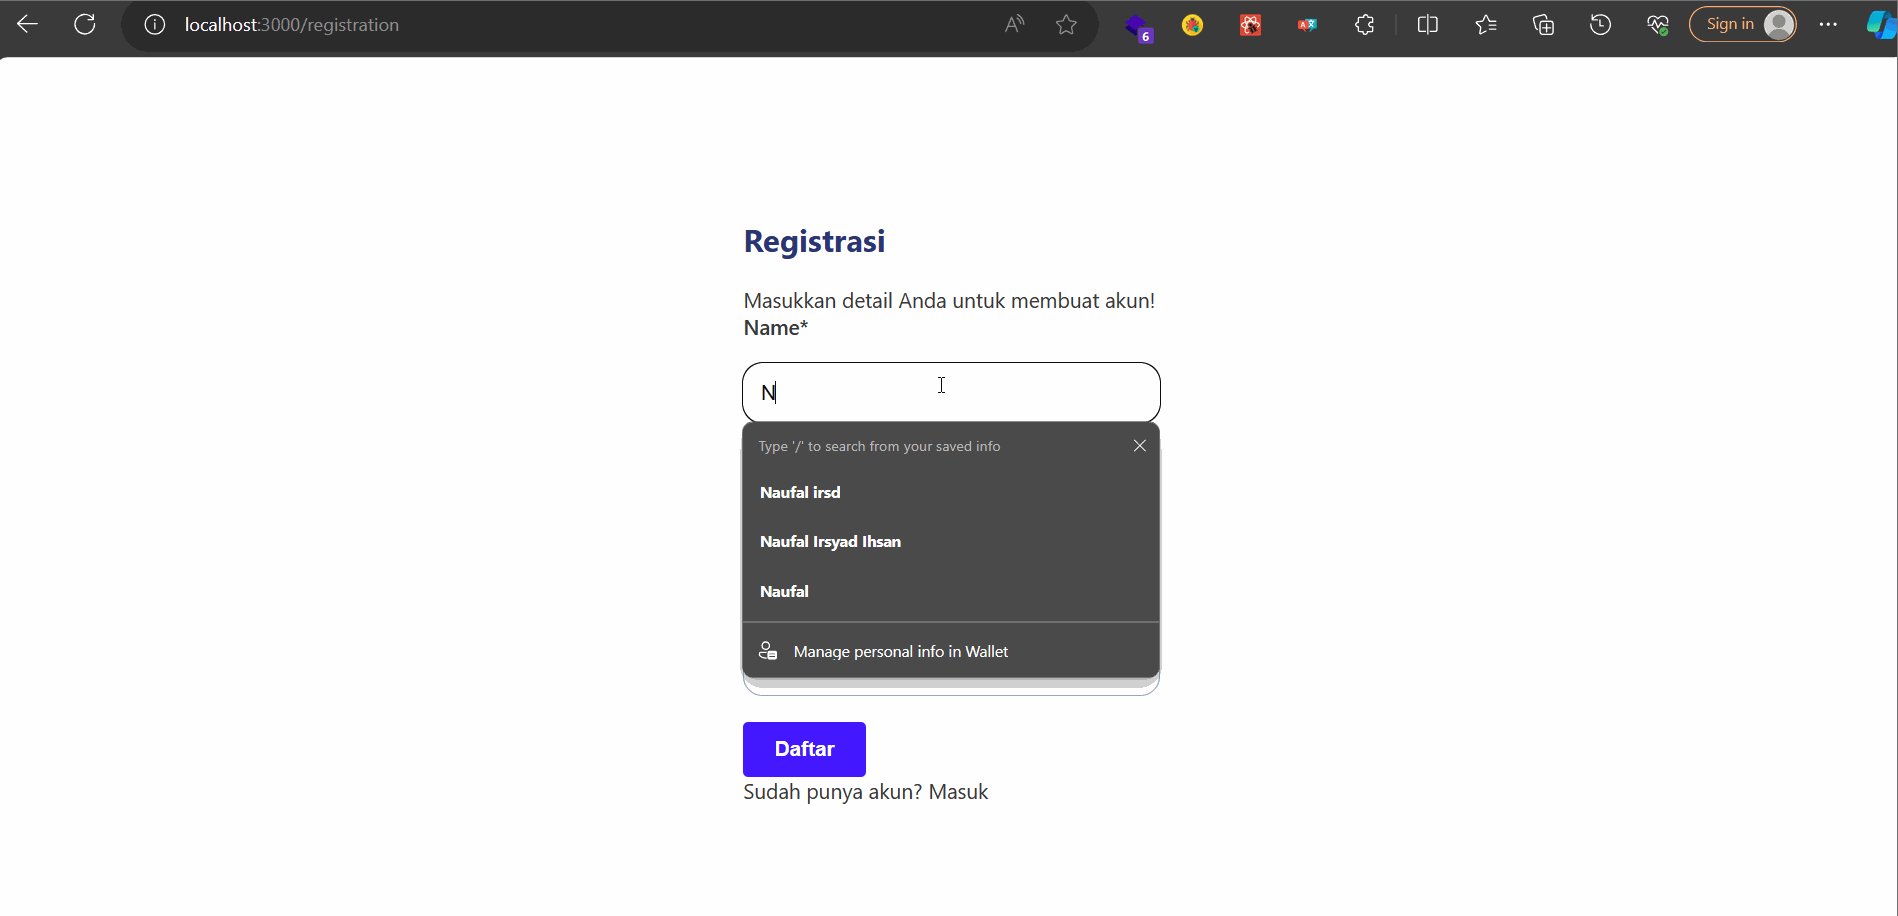 localhost:3000/registration
6
Sign in
Registrasi
Masukkan detail Anda untuk membuat akun!
Name*
N
Type '/' to search from your saved info
Naufal irsd
Naufal Irsyad Ihsan
Naufal
Manage personal info in Wallet
Daftar
Sudah punya akun? Masuk